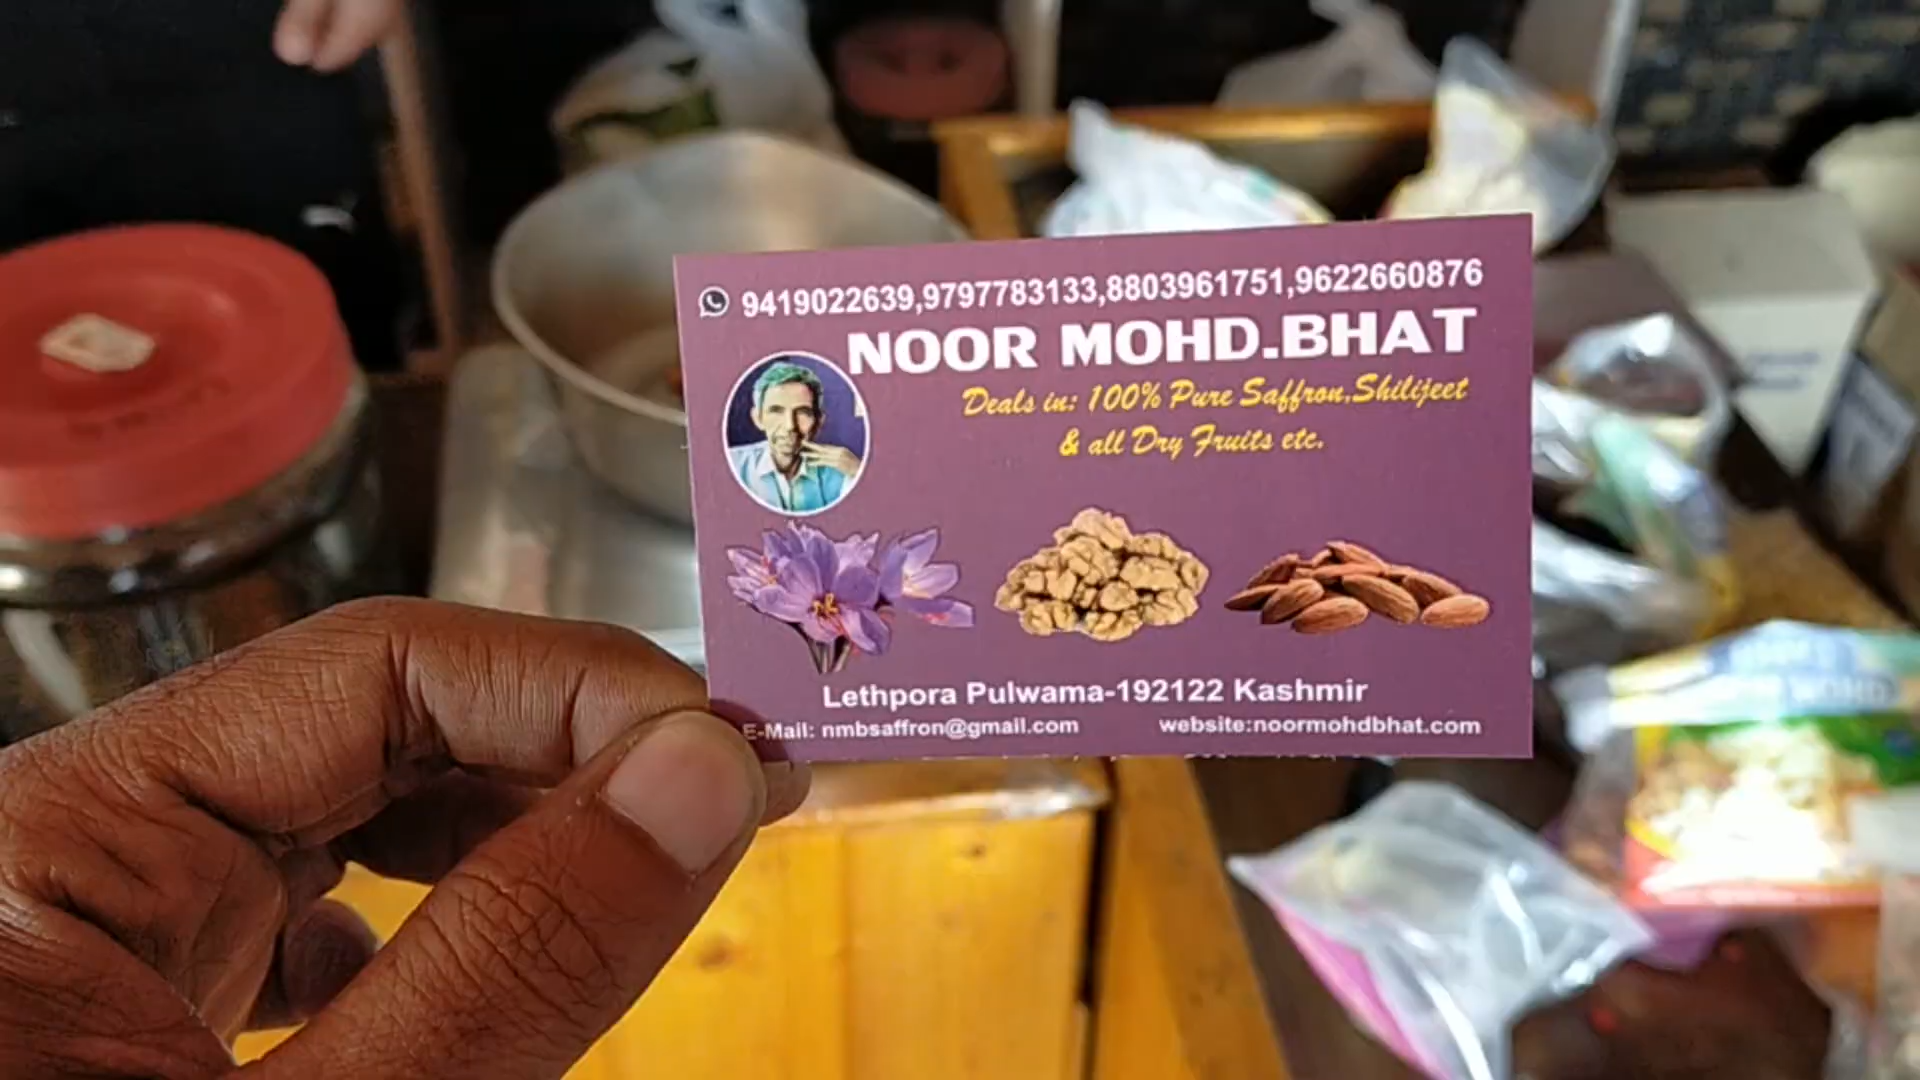 9419022639,9797783133,8803961751,9622660876
NOOR MOHD.BHAT
Deals in: 100% Pure Saffron,Shilijeet
& all Dry Fruits etc.
Lethpora Pulwama-192122 Kashmir
E-Mail: nmbsaffron@gmail.com website:noormohdbhat.com